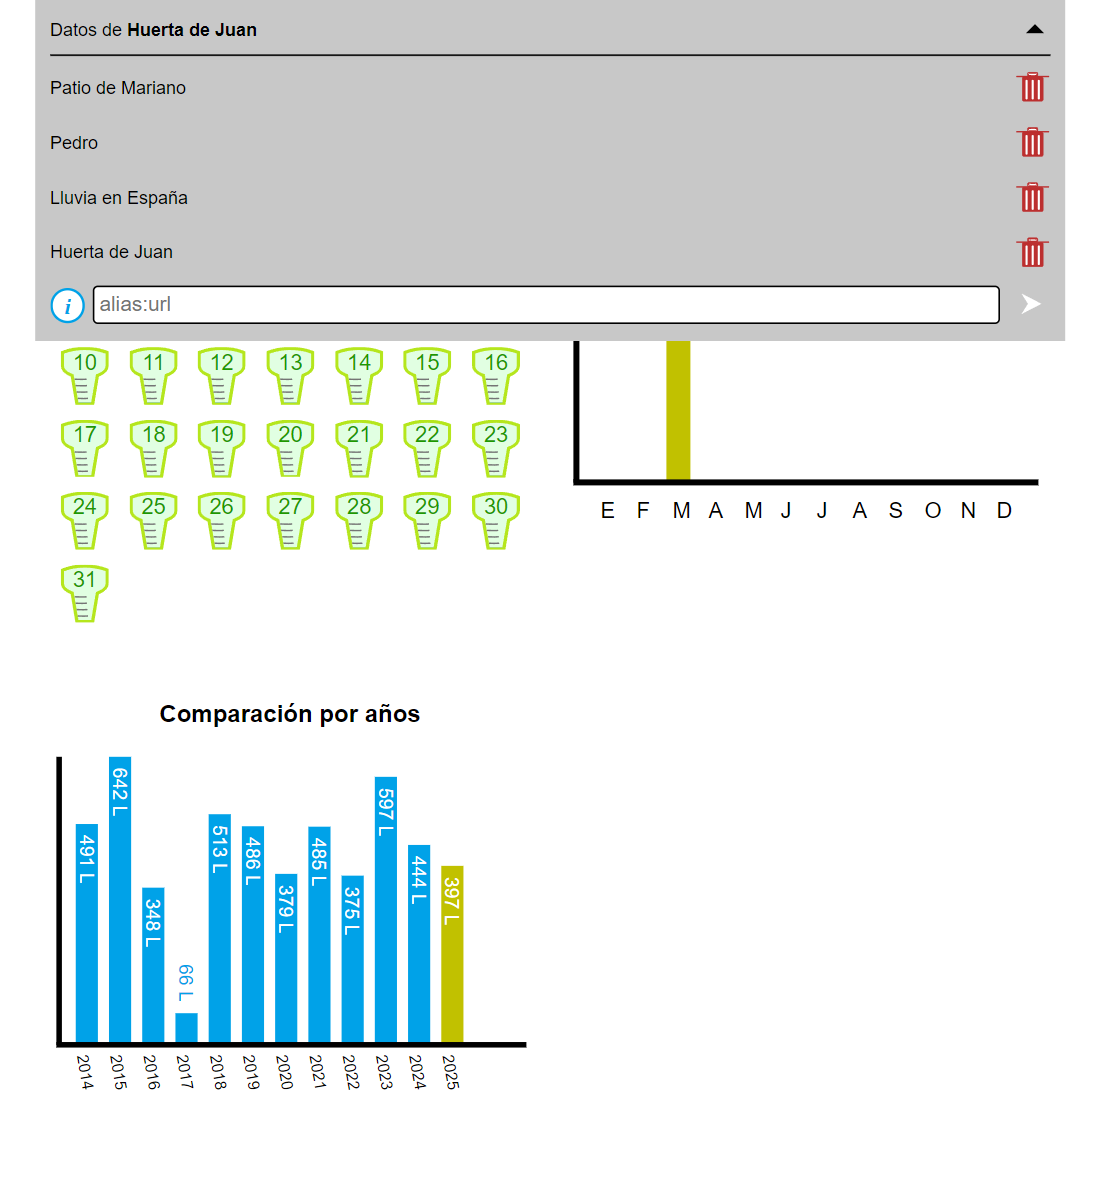 Datos de Huerta de Juan
Patio de Mariano
Pedro
Lluvia en España
Huerta de Juan
i alias:url
10 11 12 13 14 15 16
17 18 19 20 21 22 23
24 25 26 27 28 29 30
31
E F M A M J J A S O N D
Comparación por años
491 L 642 L 348 L 66 L 513 L 486 L 379 L 485 L 375 L 597 L 444 L 397 L
2014 2015 2016 2017 2018 2019 2020 2021 2022 2023 2024 2025